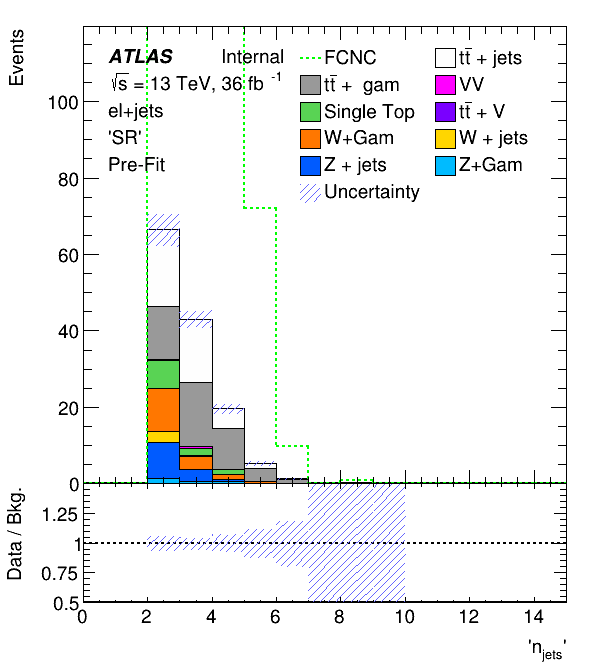 Events
ATLAS Internal
√s = 13 TeV, 36 fb⁻¹
el+jets
'SR'
Pre-Fit
FCNC
tt̄ + gam
Single Top
W+Gam
Z + jets
Uncertainty
tt̄ + jets
VV
tt̄ + V
W + jets
Z+Gam
100
80
60
40
20
0
Data / Bkg.
1.25
1
0.75
0.5
0 2 4 6 8 10 12 14
'n_jets'